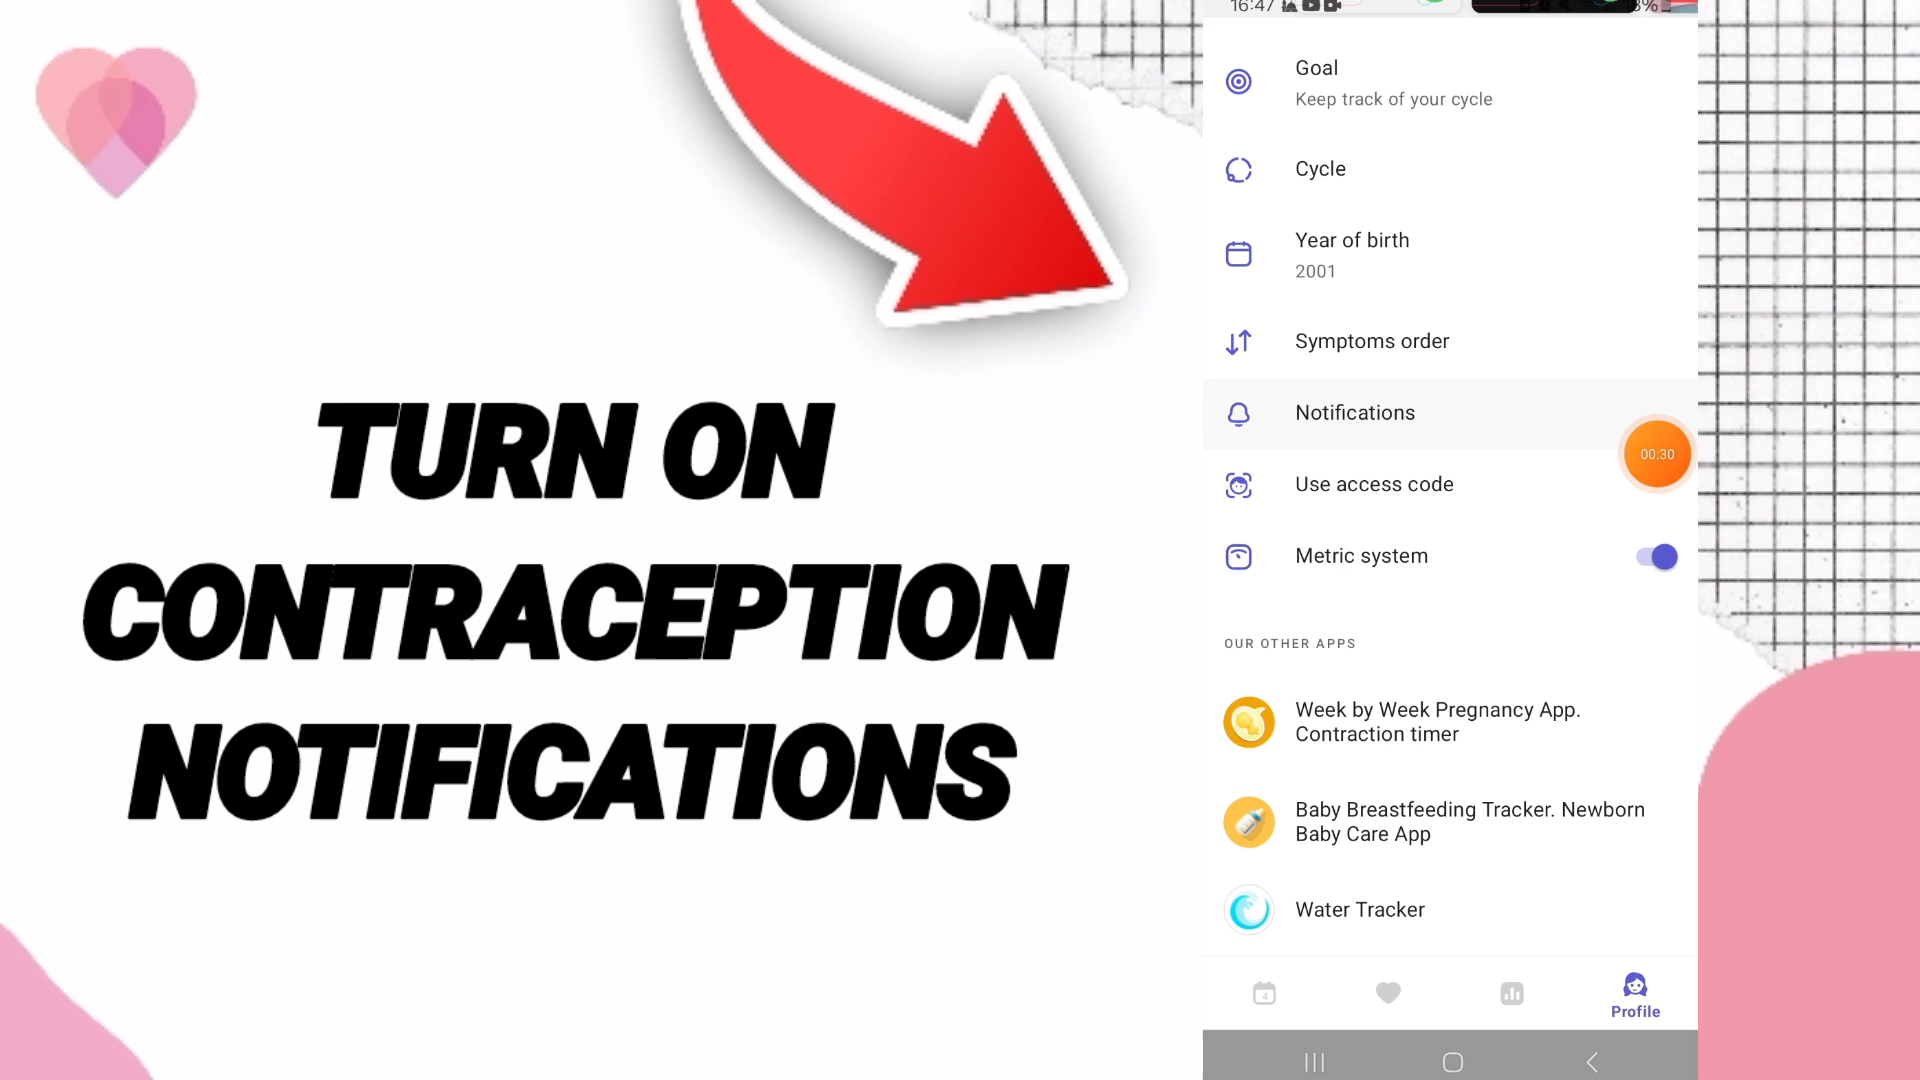 TURN ON
CONTRACEPTION
NOTIFICATIONS
16:47
Goal
Keep track of your cycle
Cycle
Year of birth
2001
Symptoms order
Notifications
00:30
Use access code
Metric system
OUR OTHER APPS
Week by Week Pregnancy App.
Contraction timer
Baby Breastfeeding Tracker. Newborn
Baby Care App
Water Tracker
4
Profile